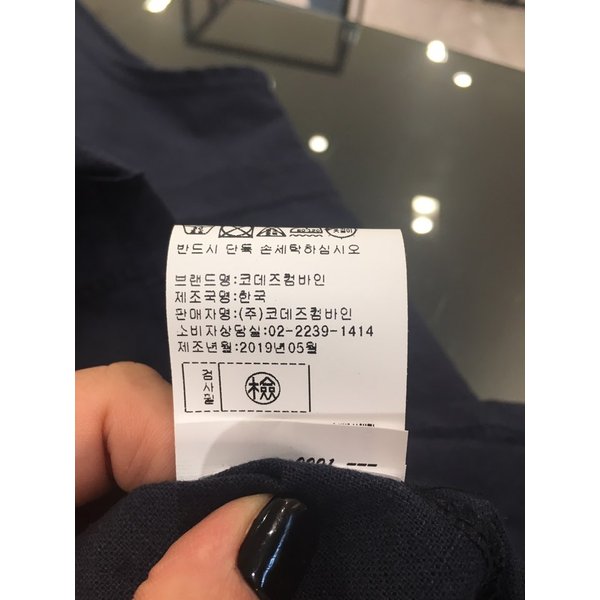 반드시 단독 손세탁하십시오
브랜드명:코데즈컴바인
제조국명:한국
판매자명:(주)코데즈컴바인
소비자상담실:02-2239-1414
제조년월:2019년05월
검사필
檢